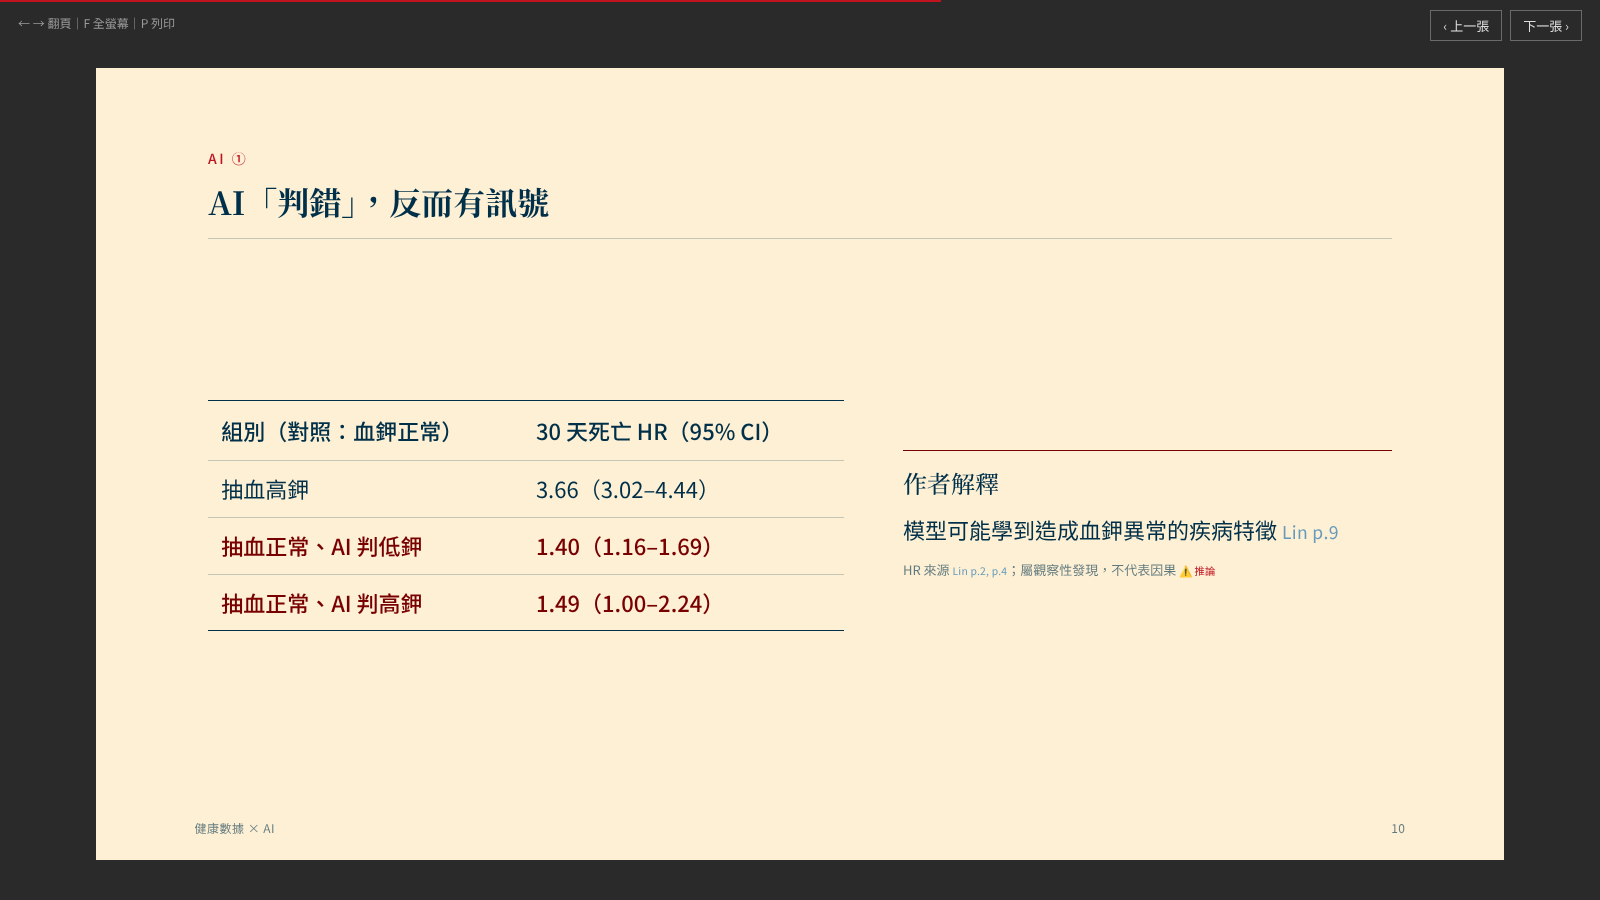 ← → 翻頁｜F 全螢幕｜P 列印
‹ 上一張
下一張 ›
AI ①
AI「判錯」，反而有訊號
組別（對照：血鉀正常） 30 天死亡 HR（95% CI）
抽血高鉀 3.66（3.02–4.44）
抽血正常、AI 判低鉀 1.40（1.16–1.69）
抽血正常、AI 判高鉀 1.49（1.00–2.24）
作者解釋
模型可能學到造成血鉀異常的疾病特徵 Lin p.9
HR 來源 Lin p.2, p.4；屬觀察性發現，不代表因果 ⚠️推論
健康數據 × AI
10